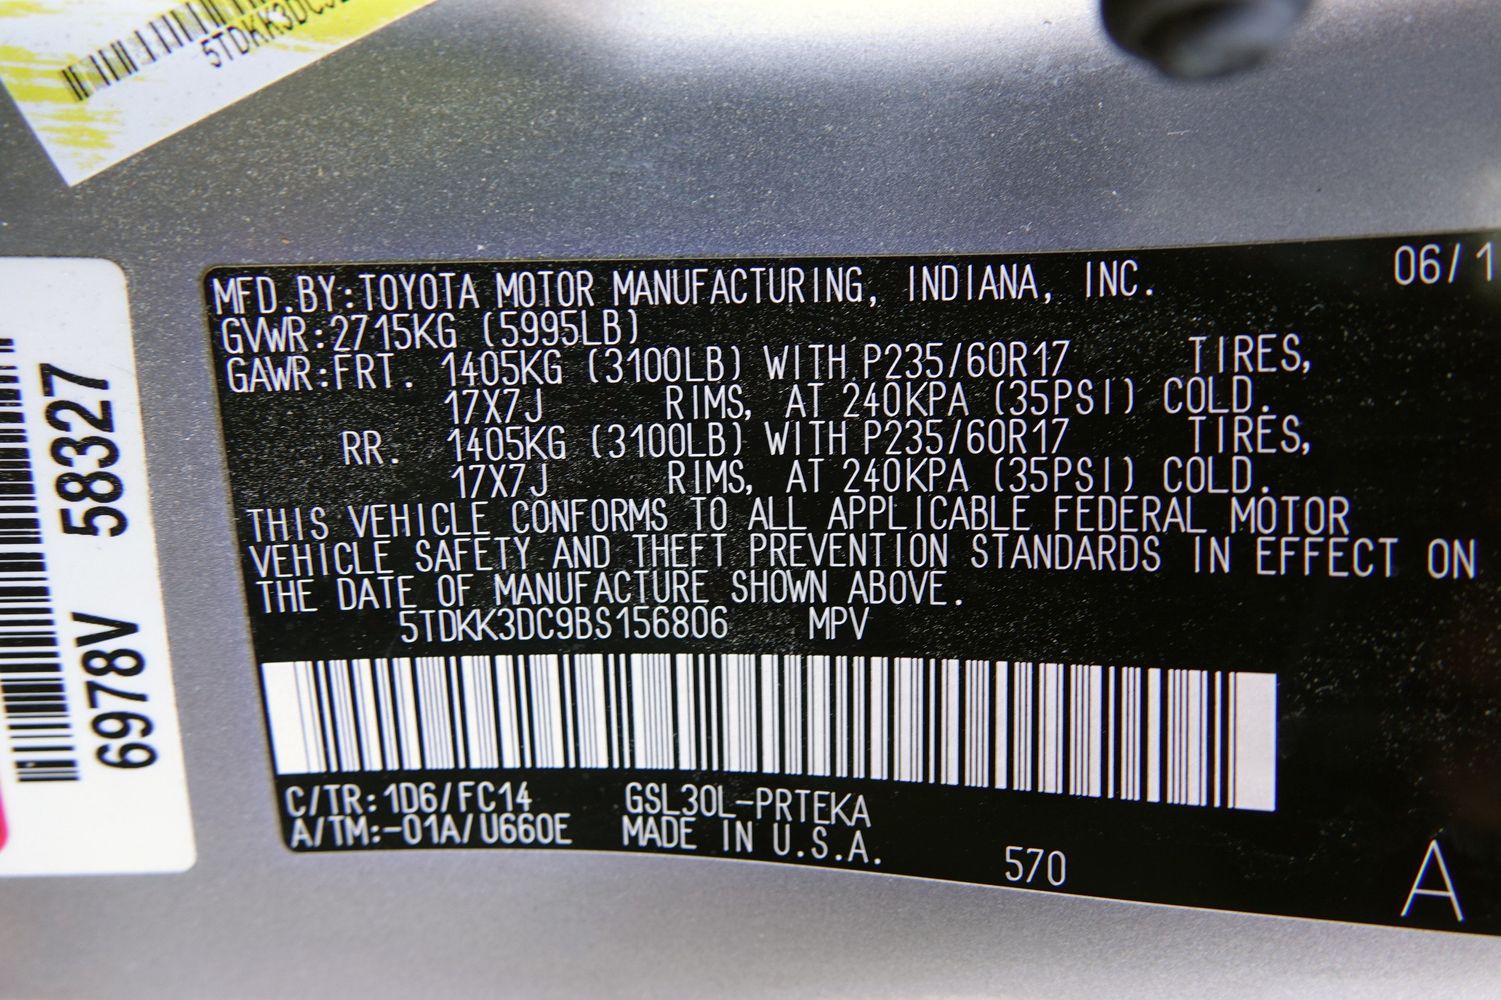 5TDKK3DC9
MFD.BY:TOYOTA MOTOR MANUFACTURING, INDIANA, INC. 06/1
GVWR:2715KG (5995LB)
GAWR:FRT. 1405KG (3100LB) WITH P235/60R17 TIRES,
17X7J RIMS, AT 240KPA (35PSI) COLD.
RR. 1405KG (3100LB) WITH P235/60R17 TIRES,
17X7J RIMS, AT 240KPA (35PSI) COLD.
THIS VEHICLE CONFORMS TO ALL APPLICABLE FEDERAL MOTOR
VEHICLE SAFETY AND THEFT PREVENTION STANDARDS IN EFFECT ON
THE DATE OF MANUFACTURE SHOWN ABOVE.
5TDKK3DC9BS156806 MPV
C/TR:1D6/FC14 GSL30L-PRTEKA
A/TM:-01A/U660E MADE IN U.S.A.
570
A
6978V 58327